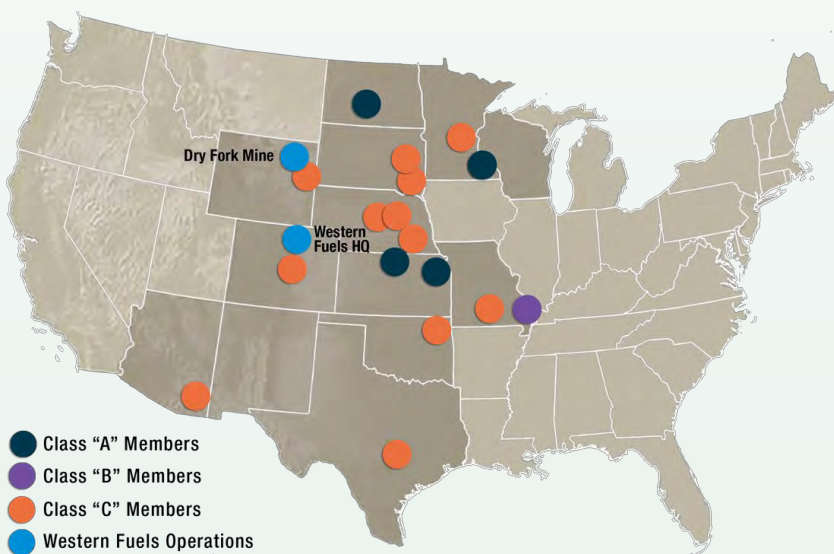 Dry Fork Mine
Western
Fuels HQ
Class “A” Members
Class “B” Members
Class “C” Members
Western Fuels Operations